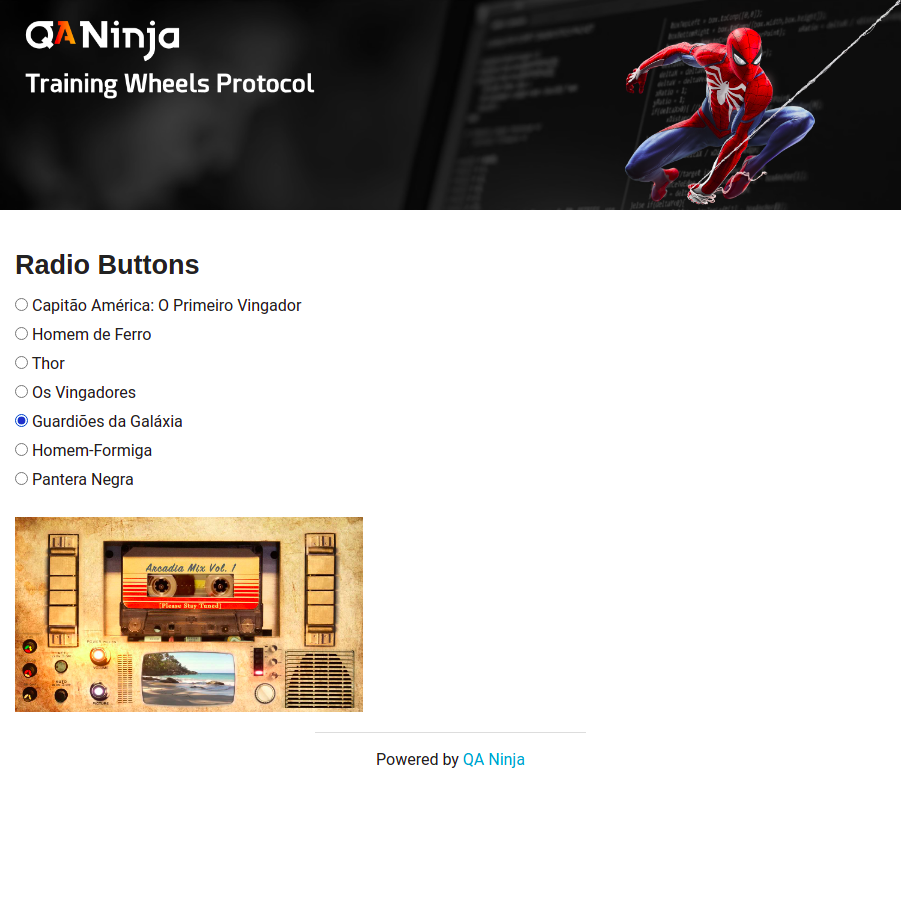 QA Ninja
Training Wheels Protocol
Radio Buttons
Capitão América: O Primeiro Vingador
Homem de Ferro
Thor
Os Vingadores
Guardiões da Galáxia
Homem-Formiga
Pantera Negra
Arcadia Mix Vol. 1
[Please Stay Tuned]
Powered by QA Ninja